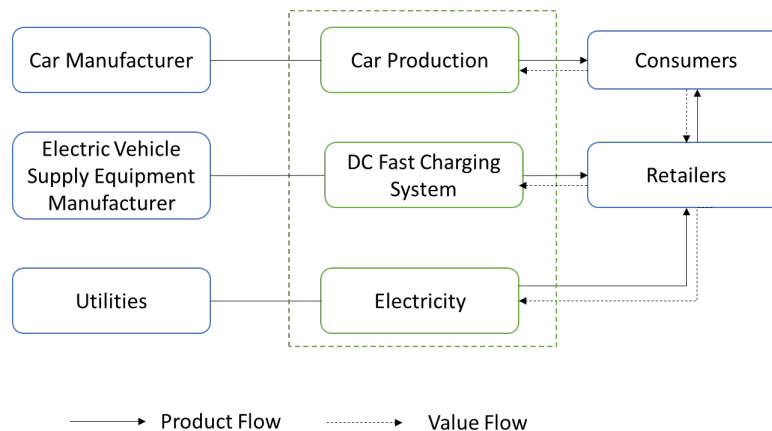 Car Manufacturer
Car Production
Consumers
Electric Vehicle
Supply Equipment
Manufacturer
DC Fast Charging
System
Retailers
Utilities
Electricity
Product Flow
Value Flow